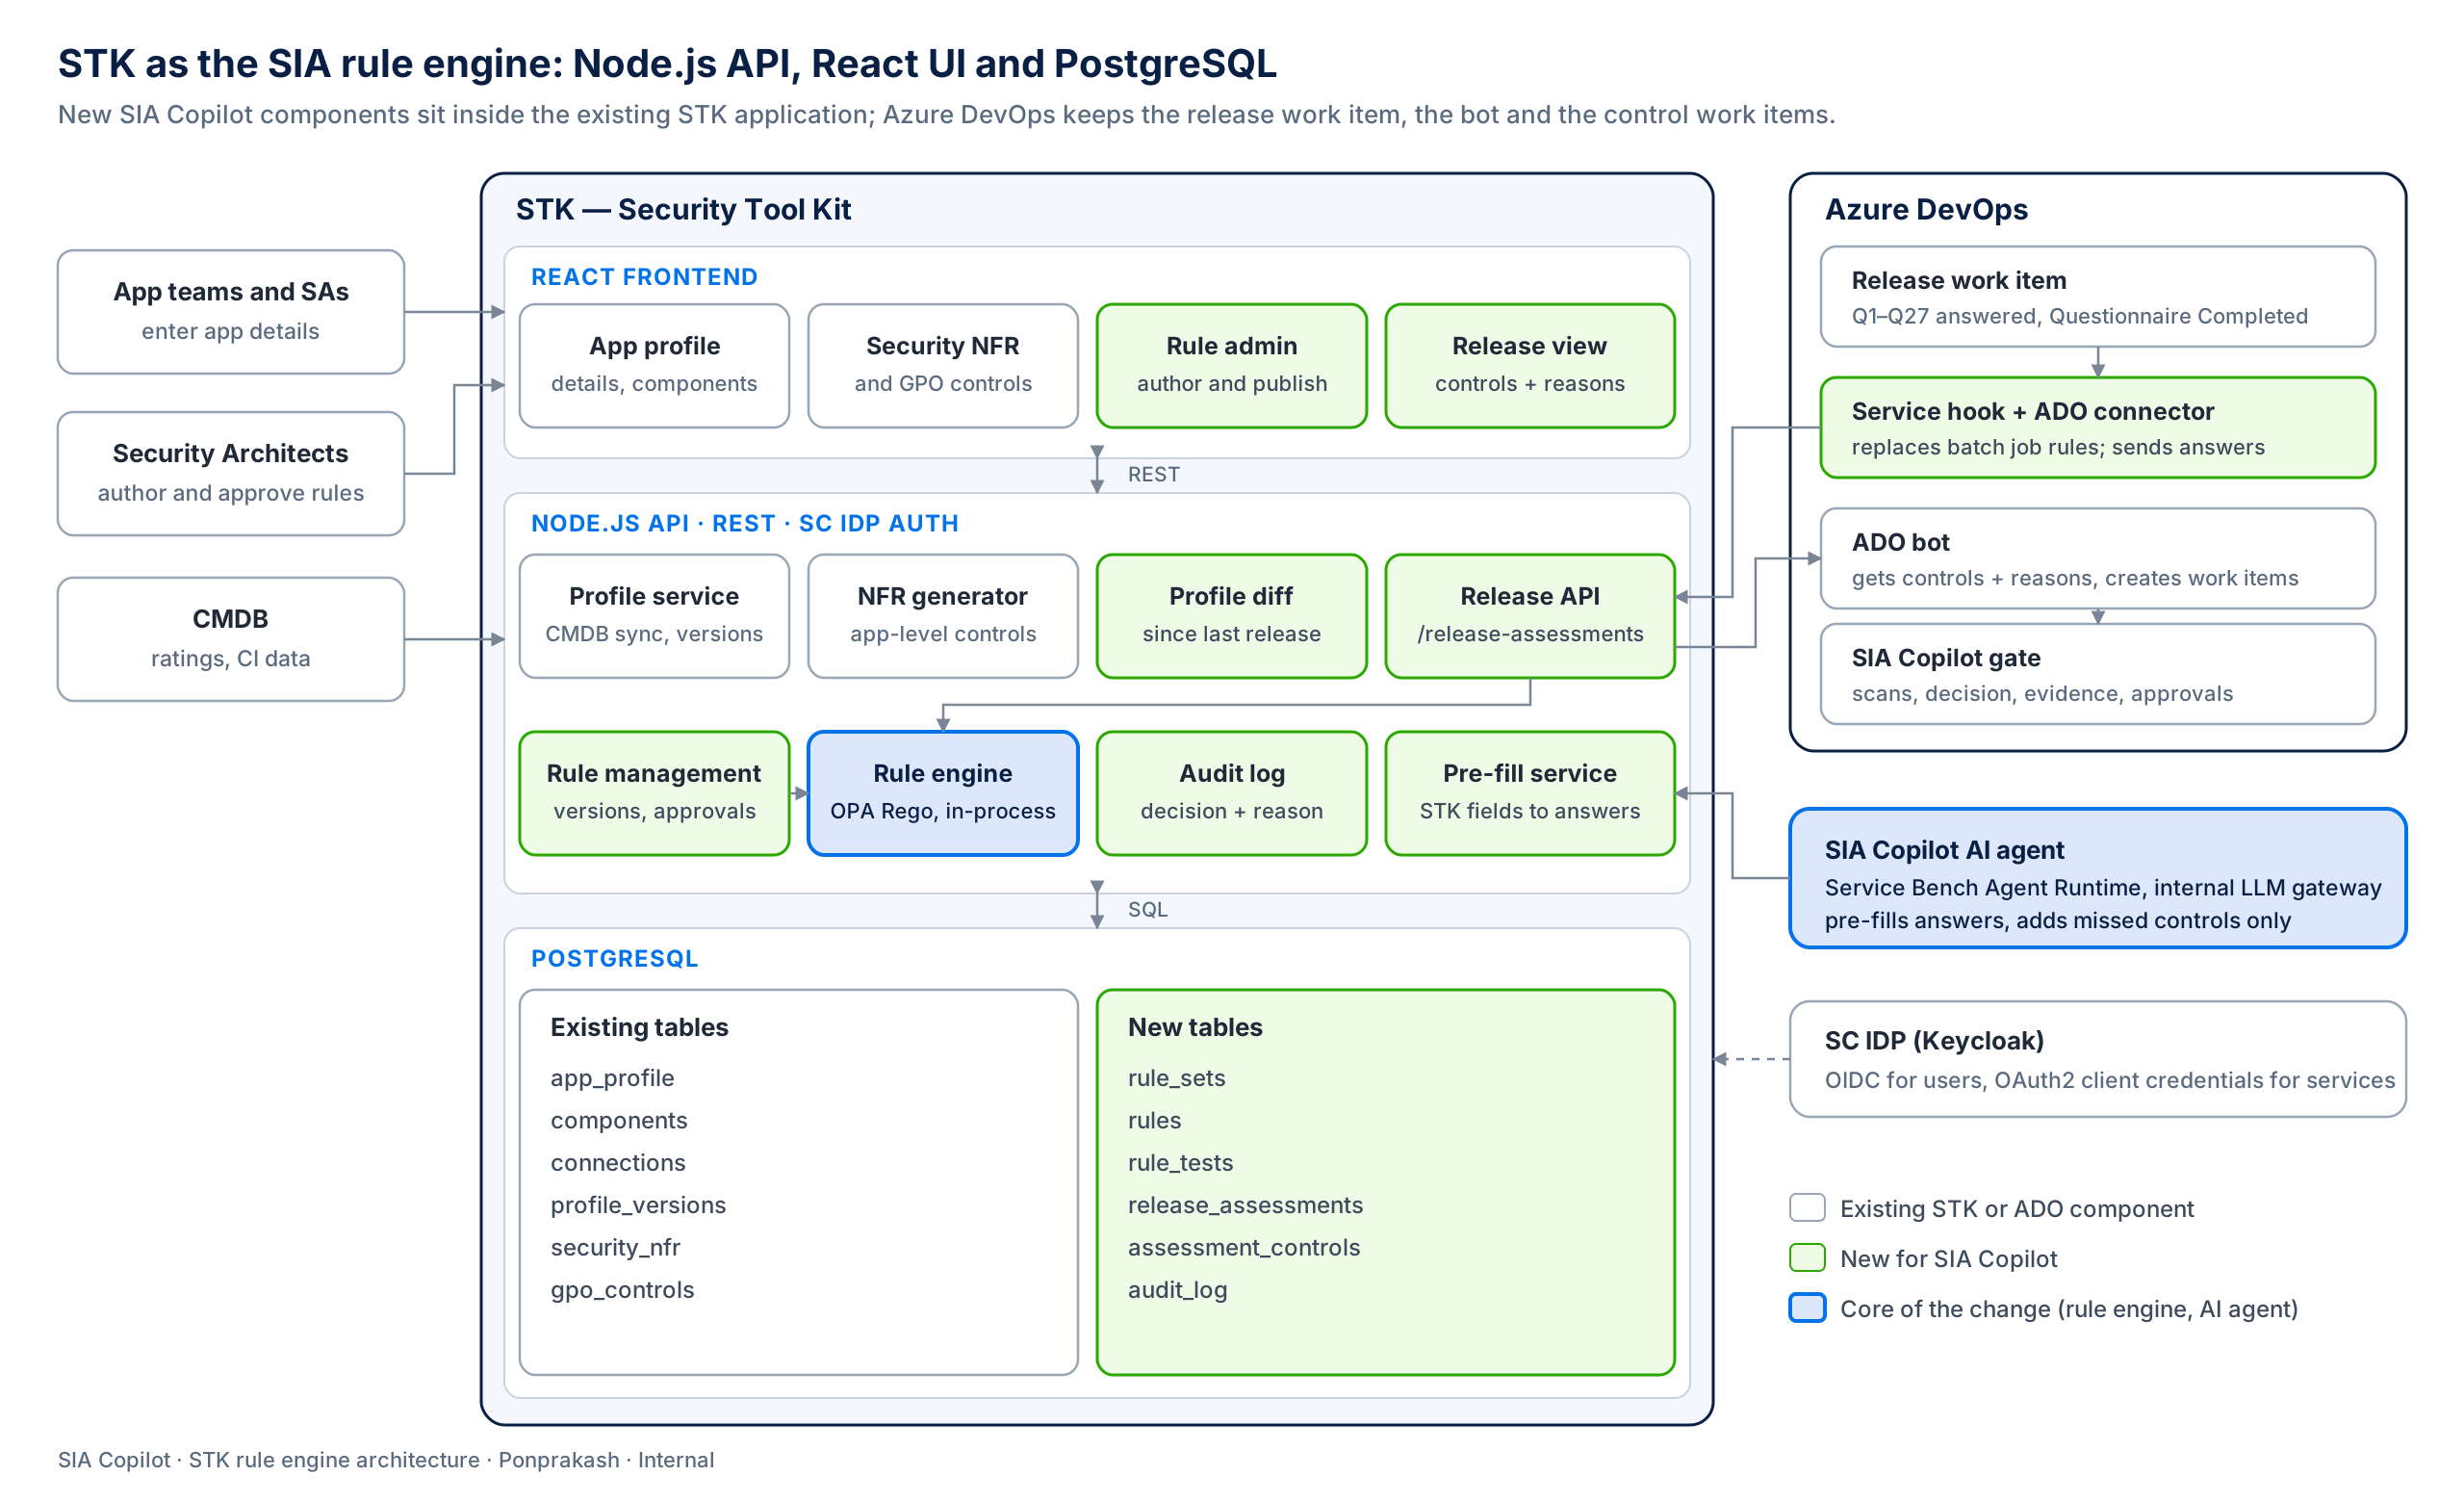 STK as the SIA rule engine: Node.js API, React UI and PostgreSQL
New SIA Copilot components sit inside the existing STK application; Azure DevOps keeps the release work item, the bot and the control work items.
App teams and SAs
enter app details
Security Architects
author and approve rules
CMDB
ratings, CI data
STK — Security Tool Kit
REACT FRONTEND
App profile
details, components
Security NFR
and GPO controls
Rule admin
author and publish
Release view
controls + reasons
REST
NODE.JS API · REST · SC IDP AUTH
Profile service
CMDB sync, versions
NFR generator
app-level controls
Profile diff
since last release
Release API
/release-assessments
Rule management
versions, approvals
Rule engine
OPA Rego, in-process
Audit log
decision + reason
Pre-fill service
STK fields to answers
SQL
POSTGRESQL
Existing tables
app_profile
components
connections
profile_versions
security_nfr
gpo_controls
New tables
rule_sets
rules
rule_tests
release_assessments
assessment_controls
audit_log
Azure DevOps
Release work item
Q1–Q27 answered, Questionnaire Completed
Service hook + ADO connector
replaces batch job rules; sends answers
ADO bot
gets controls + reasons, creates work items
SIA Copilot gate
scans, decision, evidence, approvals
SIA Copilot AI agent
Service Bench Agent Runtime, internal LLM gateway
pre-fills answers, adds missed controls only
SC IDP (Keycloak)
OIDC for users, OAuth2 client credentials for services
Existing STK or ADO component
New for SIA Copilot
Core of the change (rule engine, AI agent)
SIA Copilot · STK rule engine architecture · Ponprakash · Internal